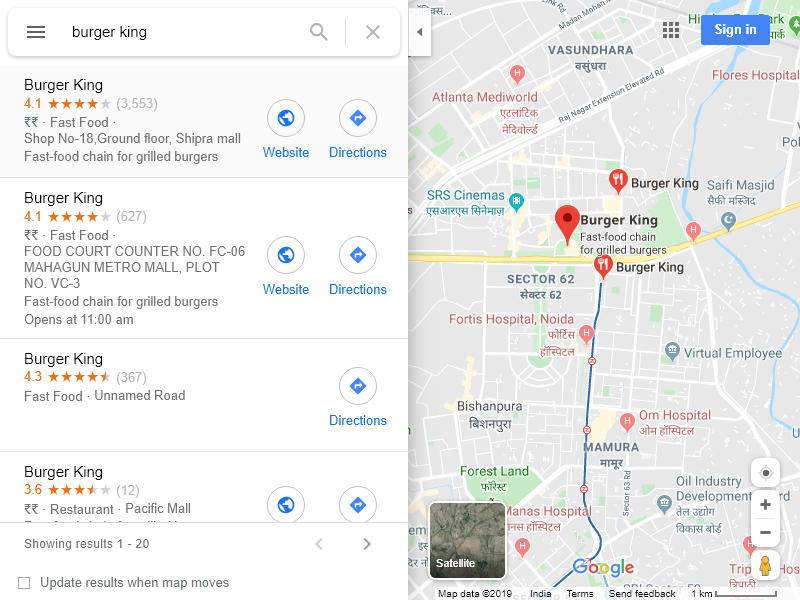 burger king
Burger King
4.1 ★★★★★ (3,553)
₹₹ · Fast Food ·
Shop No-18,Ground floor, Shipra mall
Fast-food chain for grilled burgers
Website
Directions
Burger King
4.1 ★★★★★ (627)
₹₹ · Fast Food ·
FOOD COURT COUNTER NO. FC-06
MAHAGUN METRO MALL, PLOT
NO. VC-3
Fast-food chain for grilled burgers
Opens at 11:00 am
Website
Directions
Burger King
4.3 ★★★★★ (367)
Fast Food · Unnamed Road
Directions
Burger King
3.6 ★★★★★ (12)
₹₹ · Restaurant · Pacific Mall
Showing results 1 - 20
Update results when map moves
Sign in
Madan Mohan
VASUNDHARA
वसुंधरा
Flores Hospital
Atlanta Mediworld
एटलांटिक
मेदिवोर्ल्ड
Raj Nagar Extension Elevated Rd
SRS Cinemas
एसआरएस सिनेमाज़
Burger King
Saifi Masjid
सैफी मस्जिद
Burger King
Fast-food chain
for grilled burgers
Burger King
SECTOR 62
सेक्टर 62
Fortis Hospital, Noida
फोर्टिस
हॉस्पिटल
Virtual Employee
Bishanpura
बिशनपुरा
Om Hospital
ओम हॉस्पिटल
MAMURA
मामूर
Forest Land
फॉरेस्ट
Sector 63 Rd
Oil Industry
Development
तेल उद्योग
विकास बोर्ड
Manas Hospital
मानस हॉस्पिटल
Satellite
Google
Map data ©2019
India
Terms
Send feedback
1 km